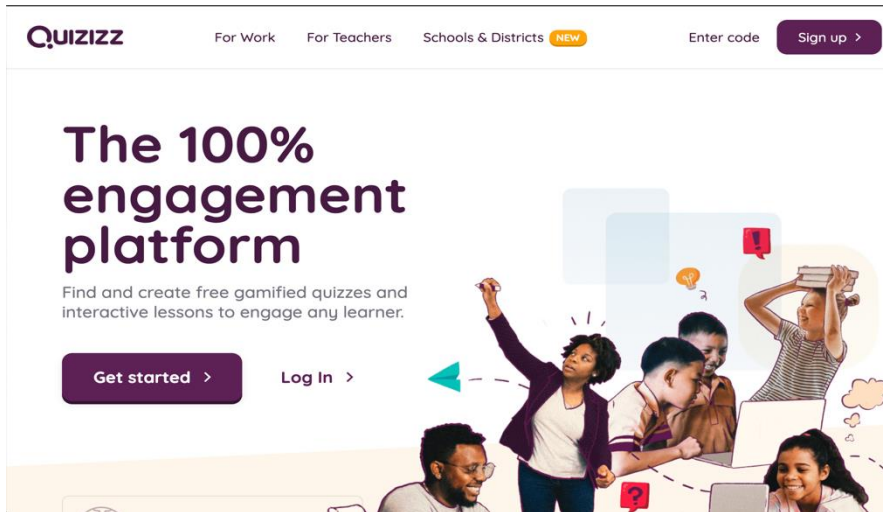 QUIZIZZ
For Work For Teachers Schools & Districts NEW Enter code Sign up >
The 100%
engagement
platform
Find and create free gamified quizzes and
interactive lessons to engage any learner.
Get started > Log In >
!
?